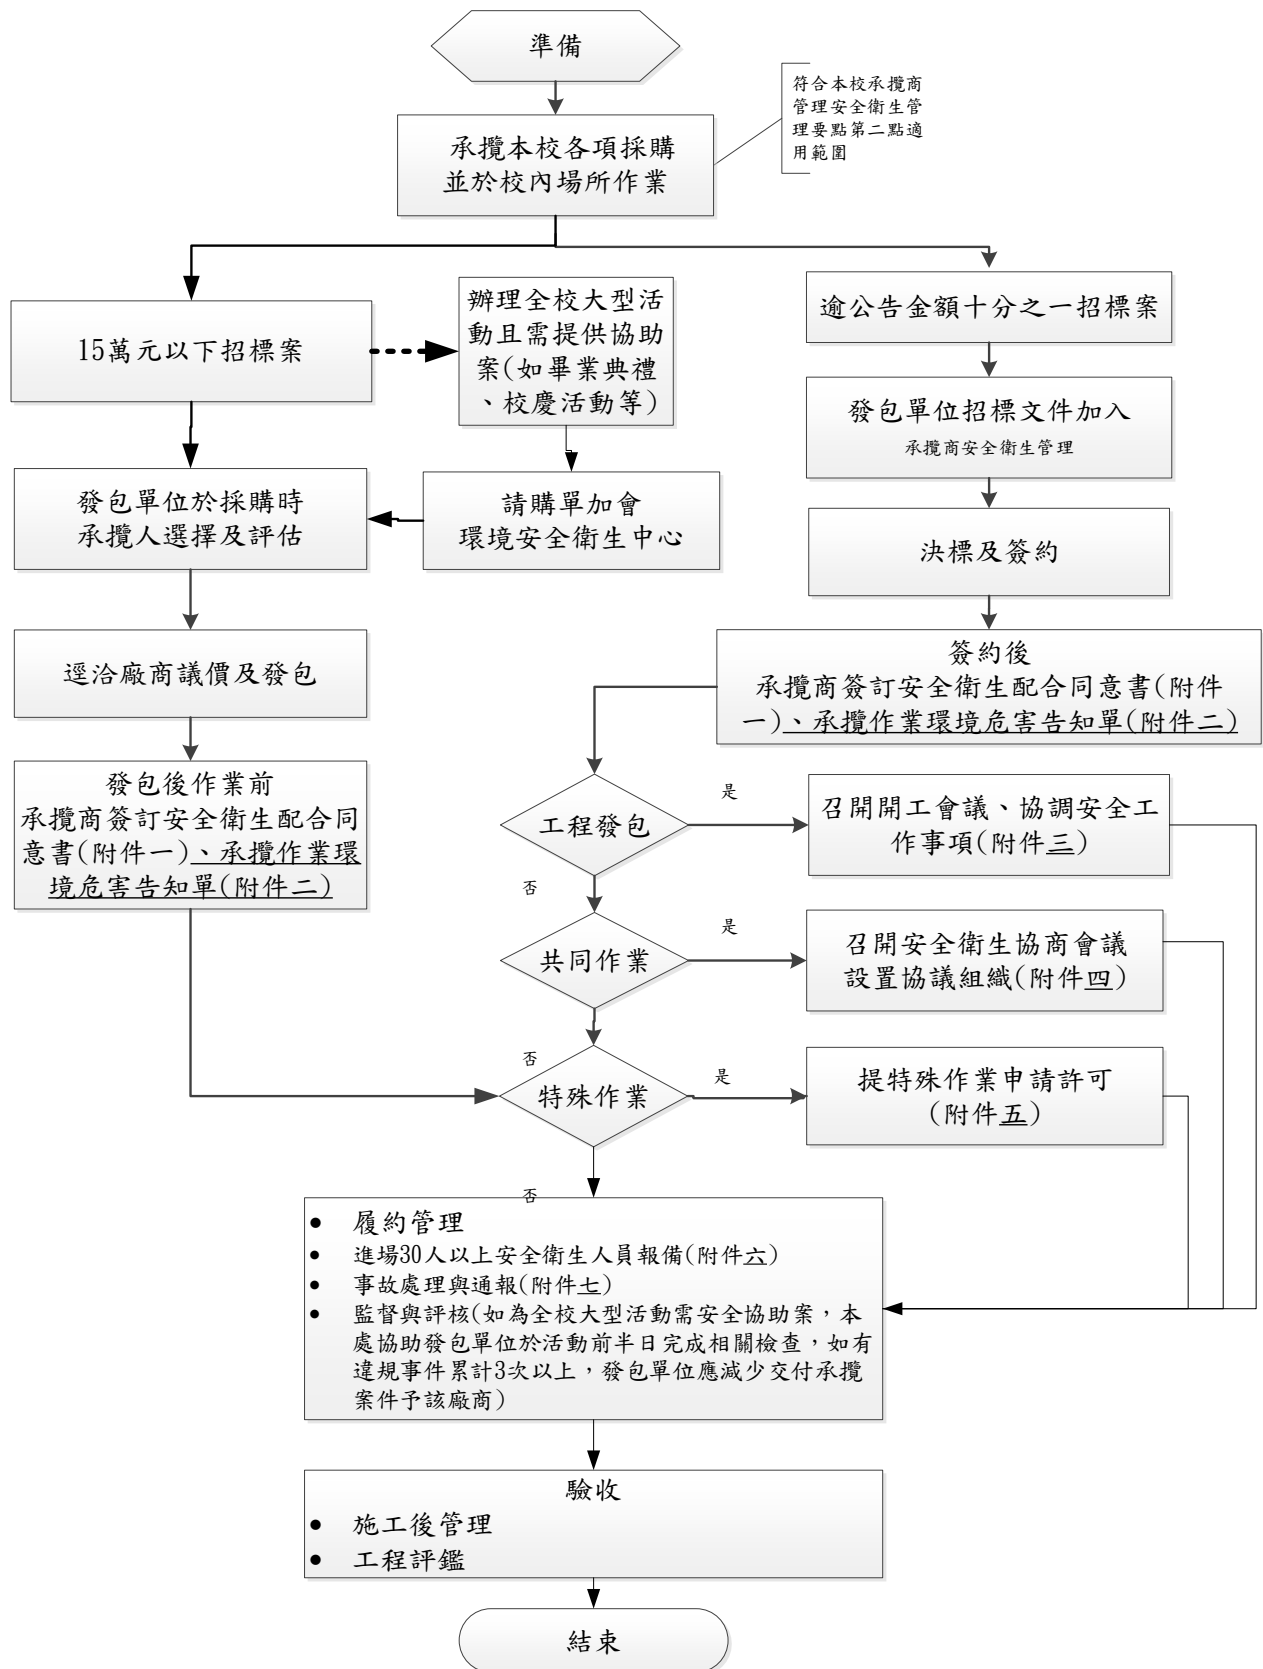 準備
符合本校承攬商
管理安全衛生管
理要點第二點適
用範圍
承攬本校各項採購
並於校內場所作業
15萬元以下招標案
辦理全校大型活
動且需提供協助
案(如畢業典禮
、校慶活動等)
逾公告金額十分之一招標案
發包單位招標文件加入
承攬商安全衛生管理
發包單位於採購時
承攬人選擇及評估
請購單加會
環境安全衛生中心
決標及簽約
逕洽廠商議價及發包
簽約後
承攬商簽訂安全衛生配合同意書(附件
一)、承攬作業環境危害告知單(附件二)
發包後作業前
承攬商簽訂安全衛生配合同
意書(附件一)、承攬作業環
境危害告知單(附件二)
工程發包
是
召開開工會議、協調安全工
作事項(附件三)
否
共同作業
是
召開安全衛生協商會議
設置協議組織(附件四)
否
特殊作業
是
提特殊作業申請許可
(附件五)
否
• 履約管理
• 進場30人以上安全衛生人員報備(附件六)
• 事故處理與通報(附件七)
• 監督與評核(如為全校大型活動需安全協助案，本
處協助發包單位於活動前半日完成相關檢查，如有
違規事件累計3次以上，發包單位應減少交付承攬
案件予該廠商)
驗收
• 施工後管理
• 工程評鑑
結束